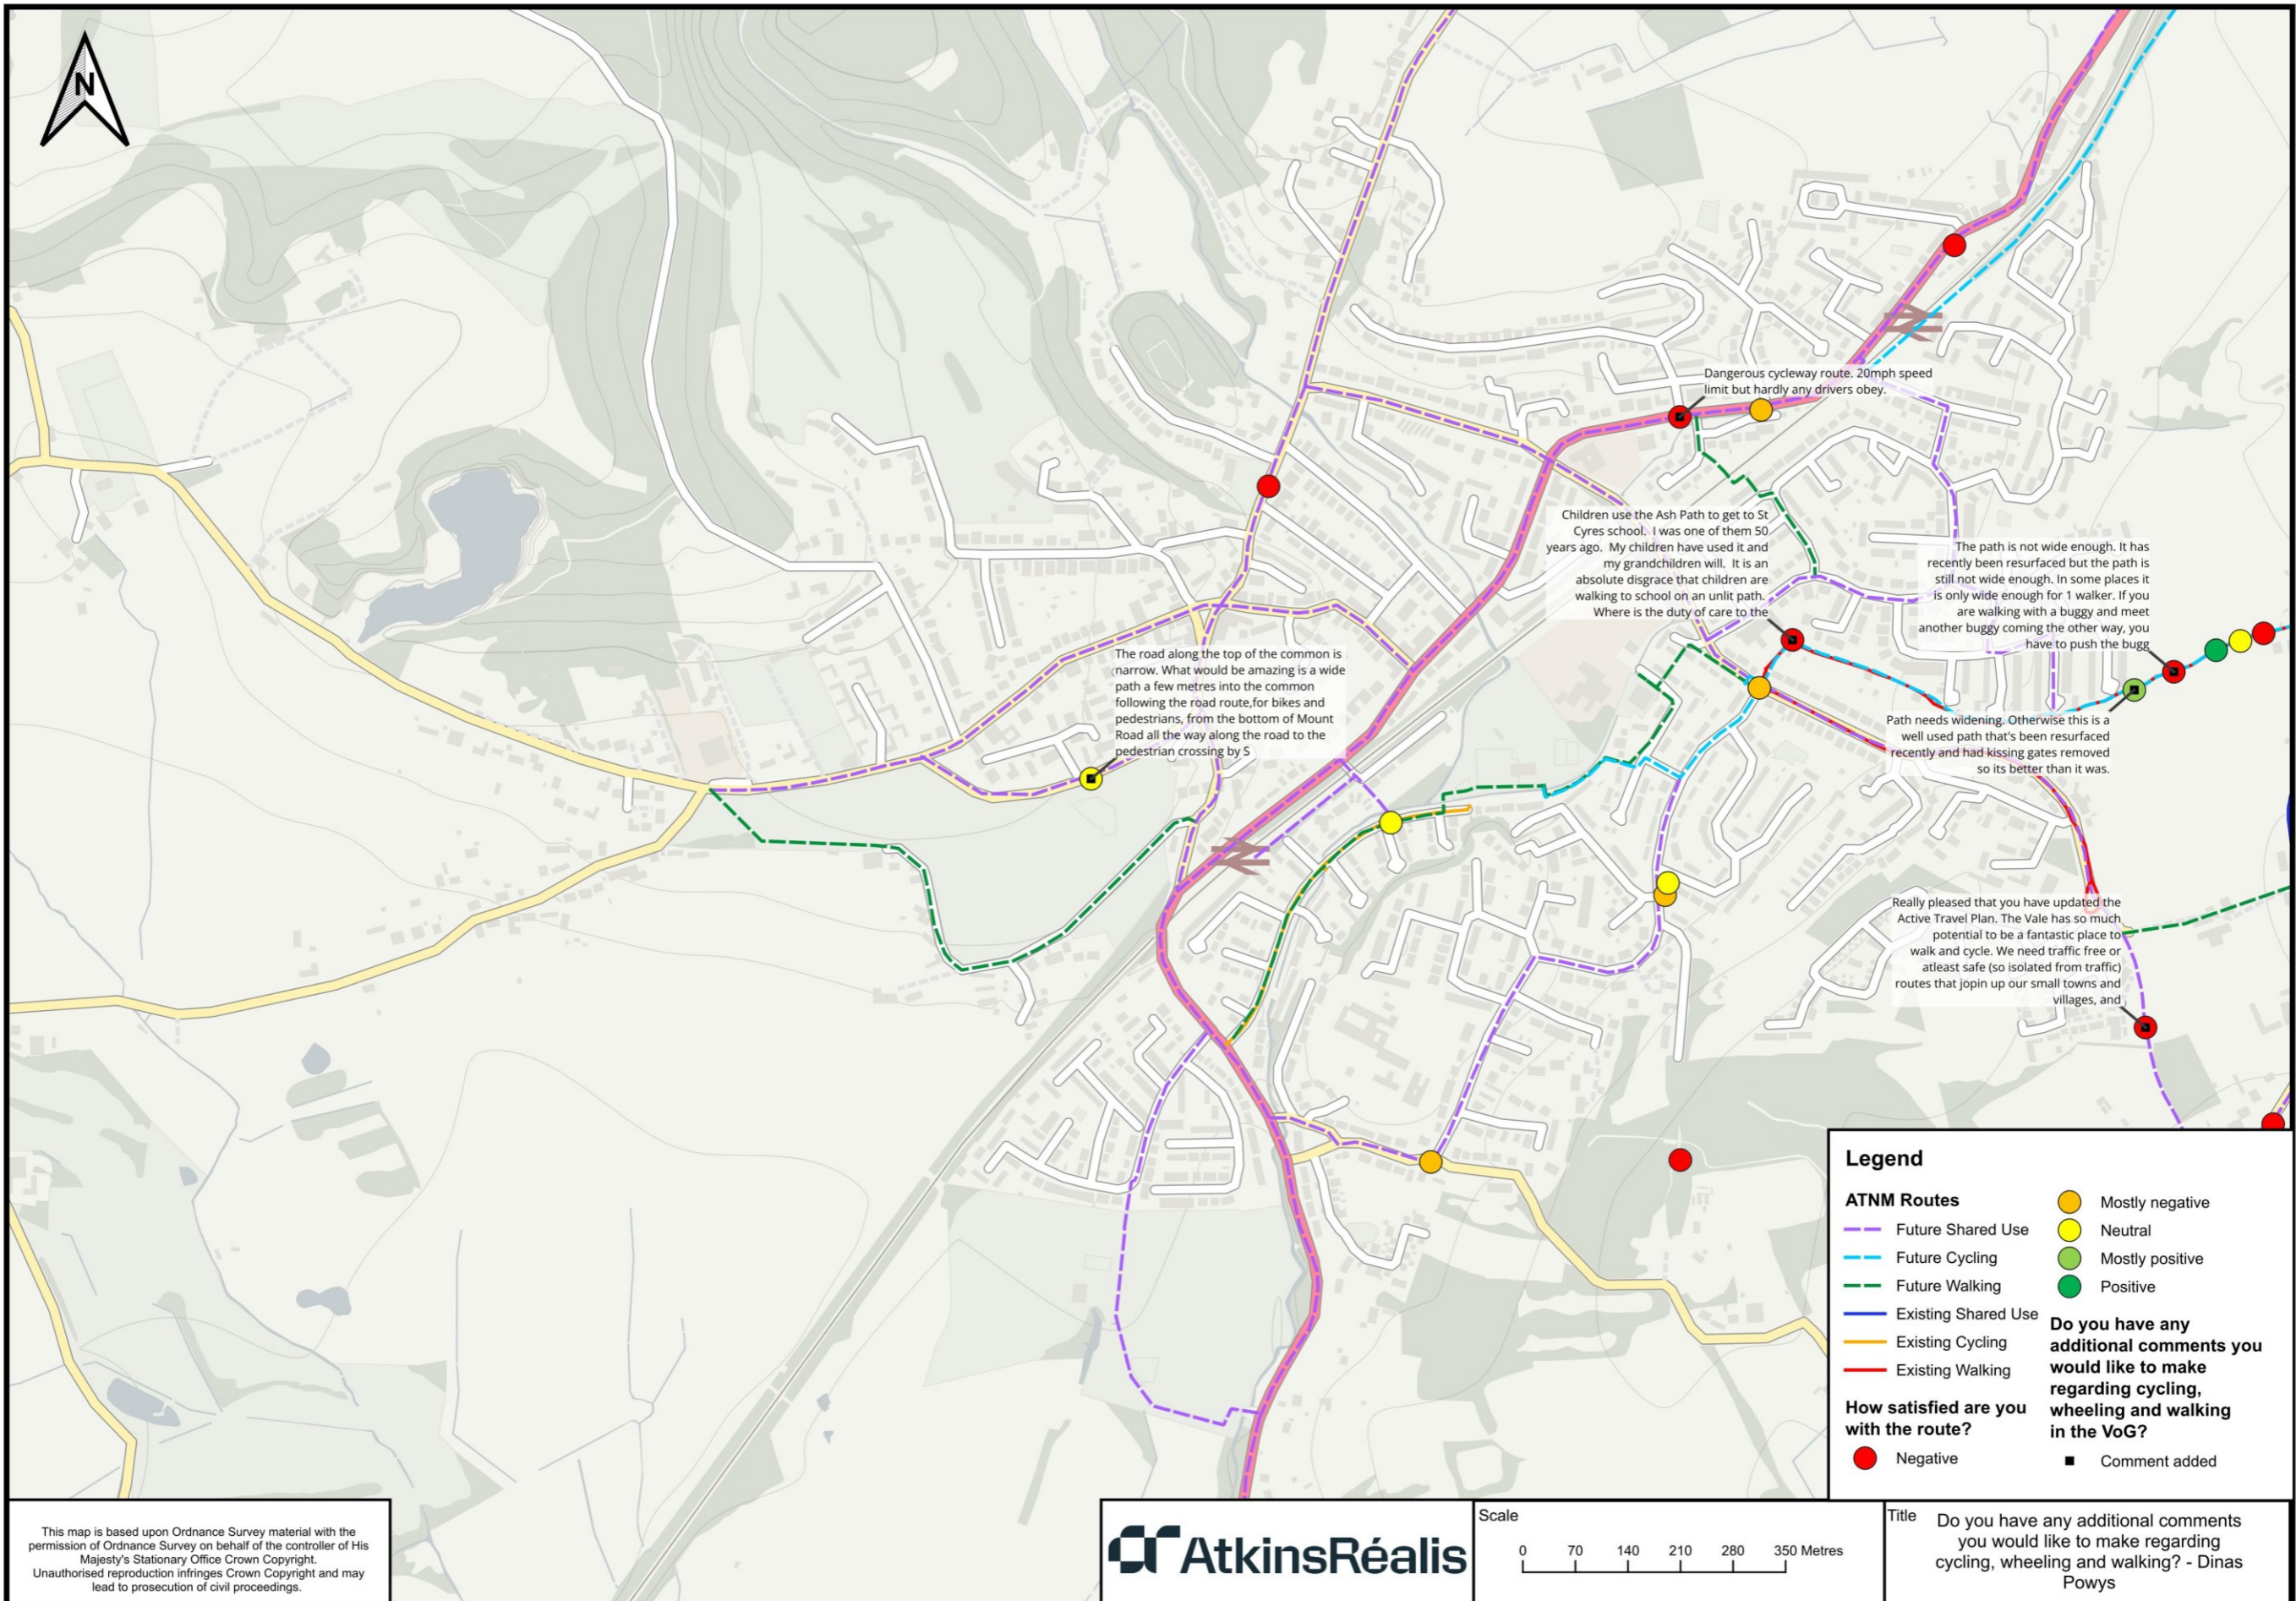 N
Dangerous cycleway route. 20mph speed
limit but hardly any drivers obey.
Children use the Ash Path to get to St
Cyres school. I was one of them 50
years ago. My children have used it and
my grandchildren will. It is an
absolute disgrace that children are
walking to school on an unlit path.
Where is the duty of care to the
The path is not wide enough. It has
recently been resurfaced but the path is
still not wide enough. In some places it
is only wide enough for 1 walker. If you
are walking with a buggy and meet
another buggy coming the other way, you
have to push the bugg
The road along the top of the common is
narrow. What would be amazing is a wide
path a few metres into the common
following the road route,for bikes and
pedestrians, from the bottom of Mount
Road all the way along the road to the
pedestrian crossing by S
Path needs widening. Otherwise this is a
well used path that's been resurfaced
recently and had kissing gates removed
so its better than it was.
Really pleased that you have updated the
Active Travel Plan. The Vale has so much
potential to be a fantastic place to
walk and cycle. We need traffic free or
atleast safe (so isolated from traffic)
routes that jopin up our small towns and
villages, and
Legend
ATNM Routes
Future Shared Use
Future Cycling
Future Walking
Existing Shared Use
Existing Cycling
Existing Walking
How satisfied are you
with the route?
Negative
Mostly negative
Neutral
Mostly positive
Positive
Do you have any
additional comments you
would like to make
regarding cycling,
wheeling and walking
in the VoG?
Comment added
This map is based upon Ordnance Survey material with the
permission of Ordnance Survey on behalf of the controller of His
Majesty's Stationary Office Crown Copyright.
Unauthorised reproduction infringes Crown Copyright and may
lead to prosecution of civil proceedings.
AtkinsRéalis
Scale
0 70 140 210 280 350 Metres
Title
Do you have any additional comments
you would like to make regarding
cycling, wheeling and walking? - Dinas
Powys